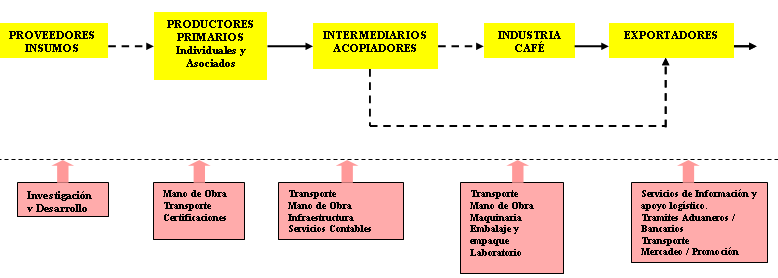 PROVEEDORES
INSUMOS
PRODUCTORES
PRIMARIOS
Individuales y
Asociados
INTERMEDIARIOS
ACOPIADORES
INDUSTRIA
CAFÉ
EXPORTADORES
Investigación
y Desarrollo
Mano de Obra
Transporte
Certificaciones
Transporte
Mano de Obra
Infraestructura
Servicios Contables
Transporte
Mano de Obra
Maquinaria
Embalaje y
empaque
Laboratorio
Servicios de Información y
apoyo logístico.
Tramites Aduaneros /
Bancarios
Transporte
Mercadeo / Promoción